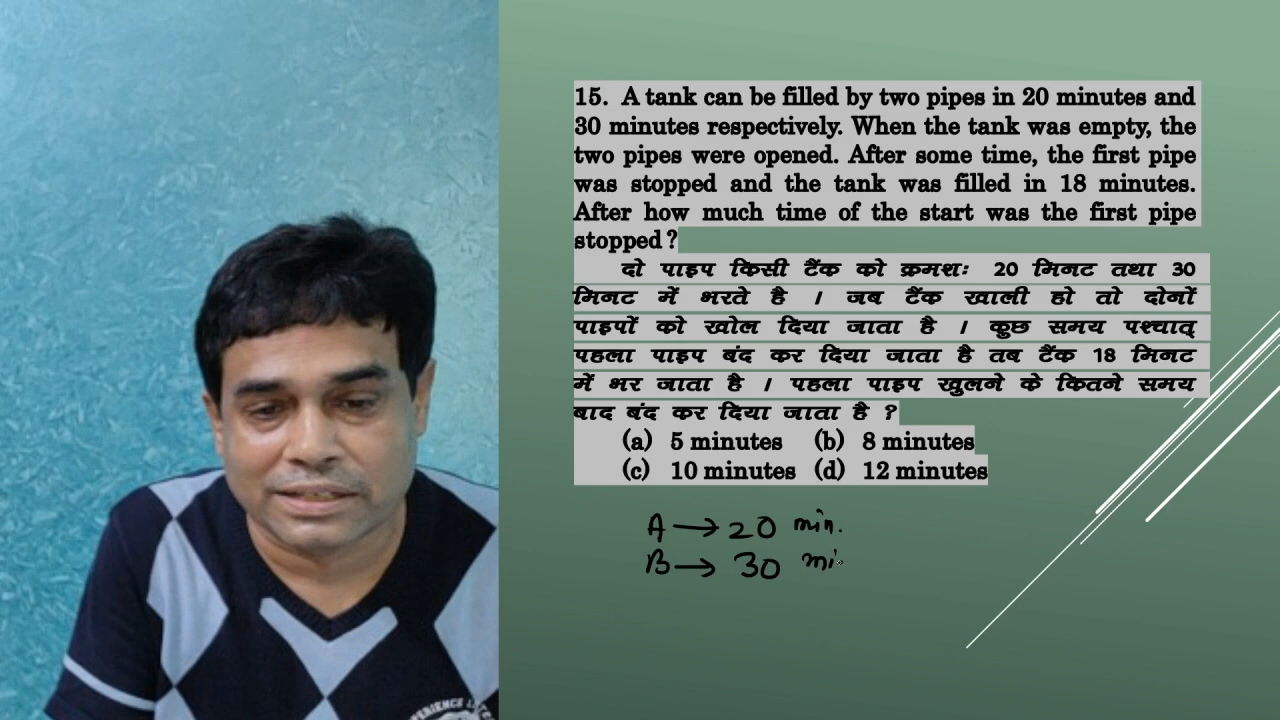 15. A tank can be filled by two pipes in 20 minutes and
30 minutes respectively. When the tank was empty, the
two pipes were opened. After some time, the first pipe
was stopped and the tank was filled in 18 minutes.
After how much time of the start was the first pipe
stopped ?
दो पाइप किसी टैंक को क्रमशः 20 मिनट तथा 30
मिनट में भरते है । जब टैंक खाली हो तो दोनों
पाइपों को खोल दिया जाता है । कुछ समय पश्चात्
पहला पाइप बंद कर दिया जाता है तब टैंक 18 मिनट
में भर जाता है । पहला पाइप खुलने के कितने समय
बाद बंद कर दिया जाता है ?
(a) 5 minutes (b) 8 minutes
(c) 10 minutes (d) 12 minutes
A → 20 min.
B → 30 mi